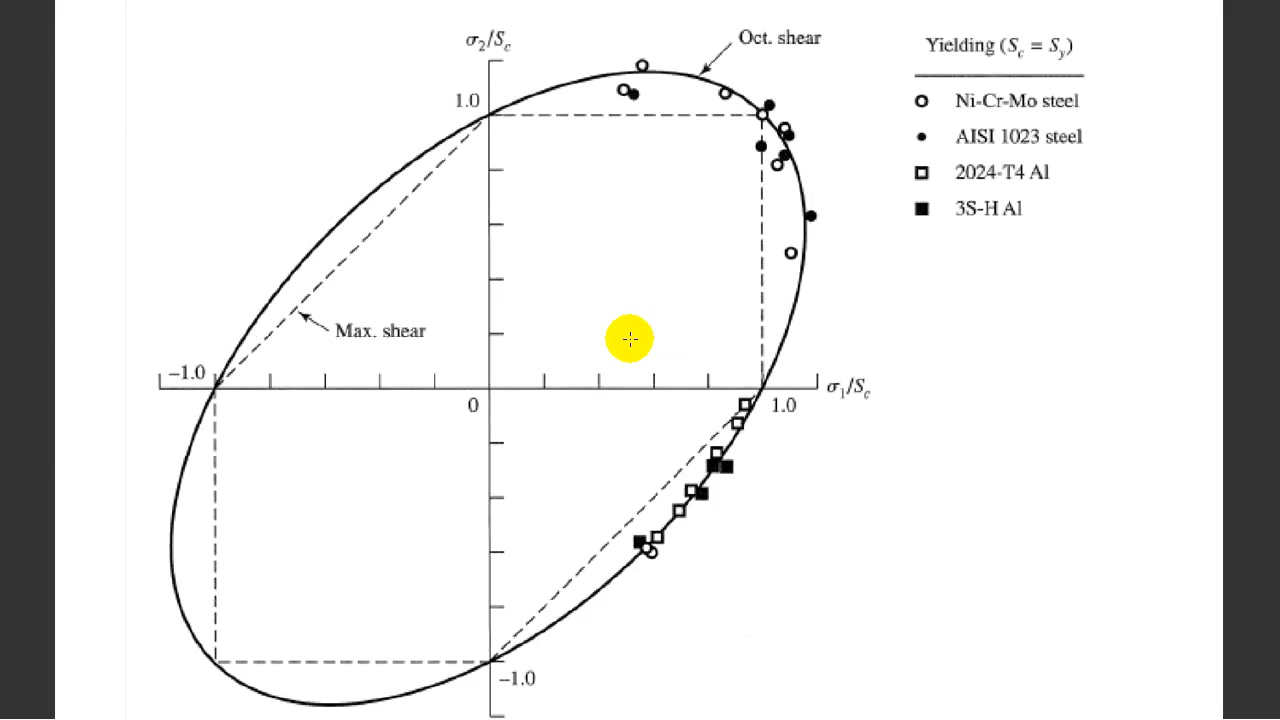 σ2/Sc
Oct. shear
1.0
Max. shear
−1.0
0
1.0
σ1/Sc
−1.0
Yielding (Sc = Sy)
Ni-Cr-Mo steel
AISI 1023 steel
2024-T4 Al
3S-H Al